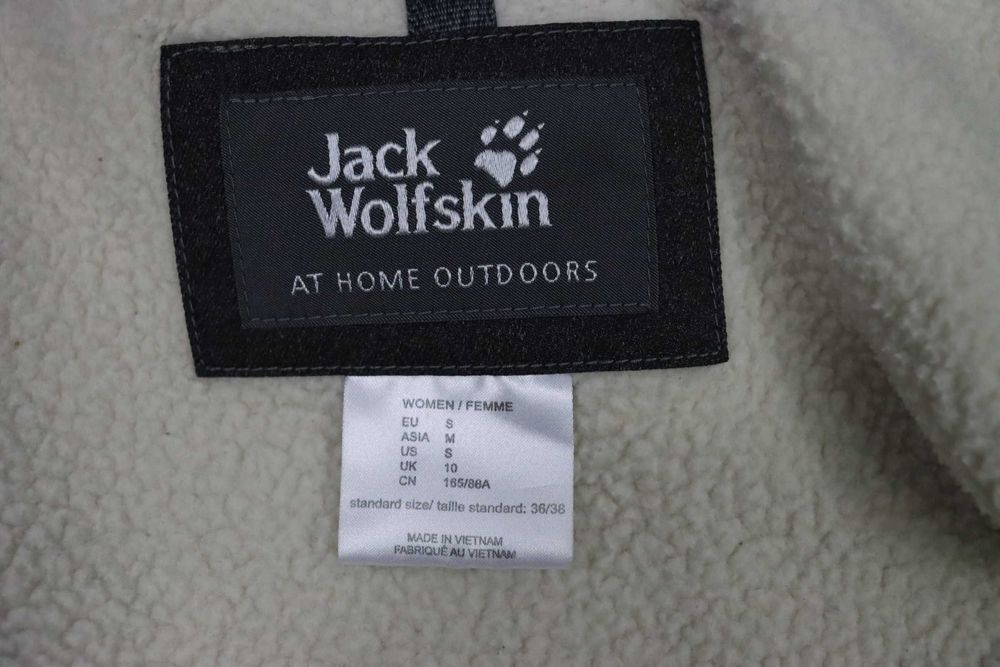 Jack
Wolfskin
AT HOME OUTDOORS
WOMEN / FEMME
EU S
ASIA M
US S
UK 10
CN 165/88A
standard size/ taille standard: 36/38
MADE IN VIETNAM
FABRIQUÉ AU VIETNAM